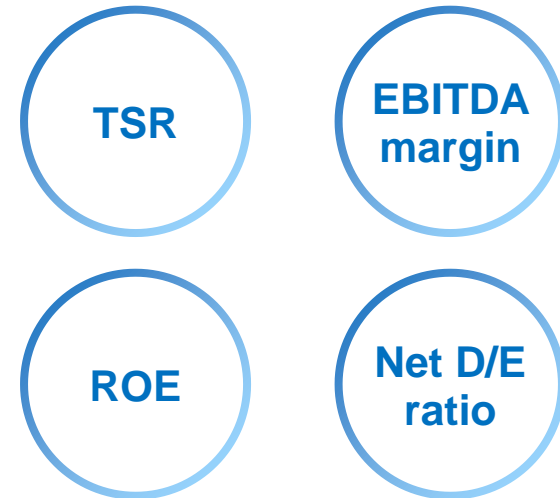 TSR
EBITDA
margin
ROE
Net D/E
ratio